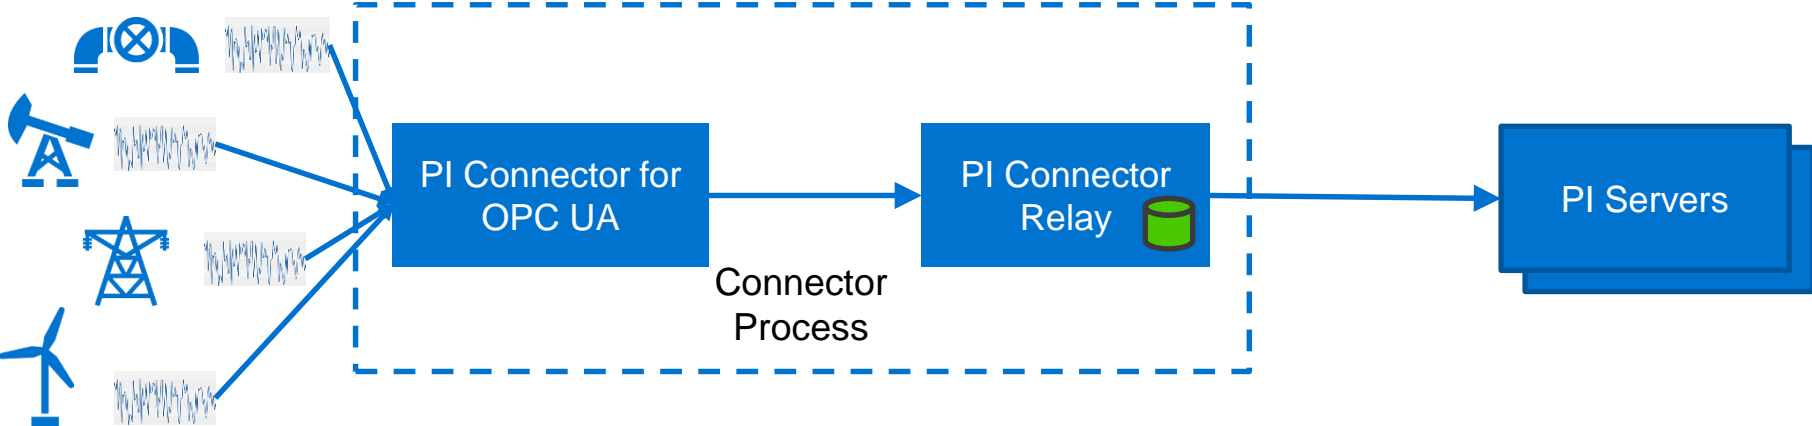 PI Connector for
OPC UA
Connector
Process
PI Connector
Relay
PI Servers